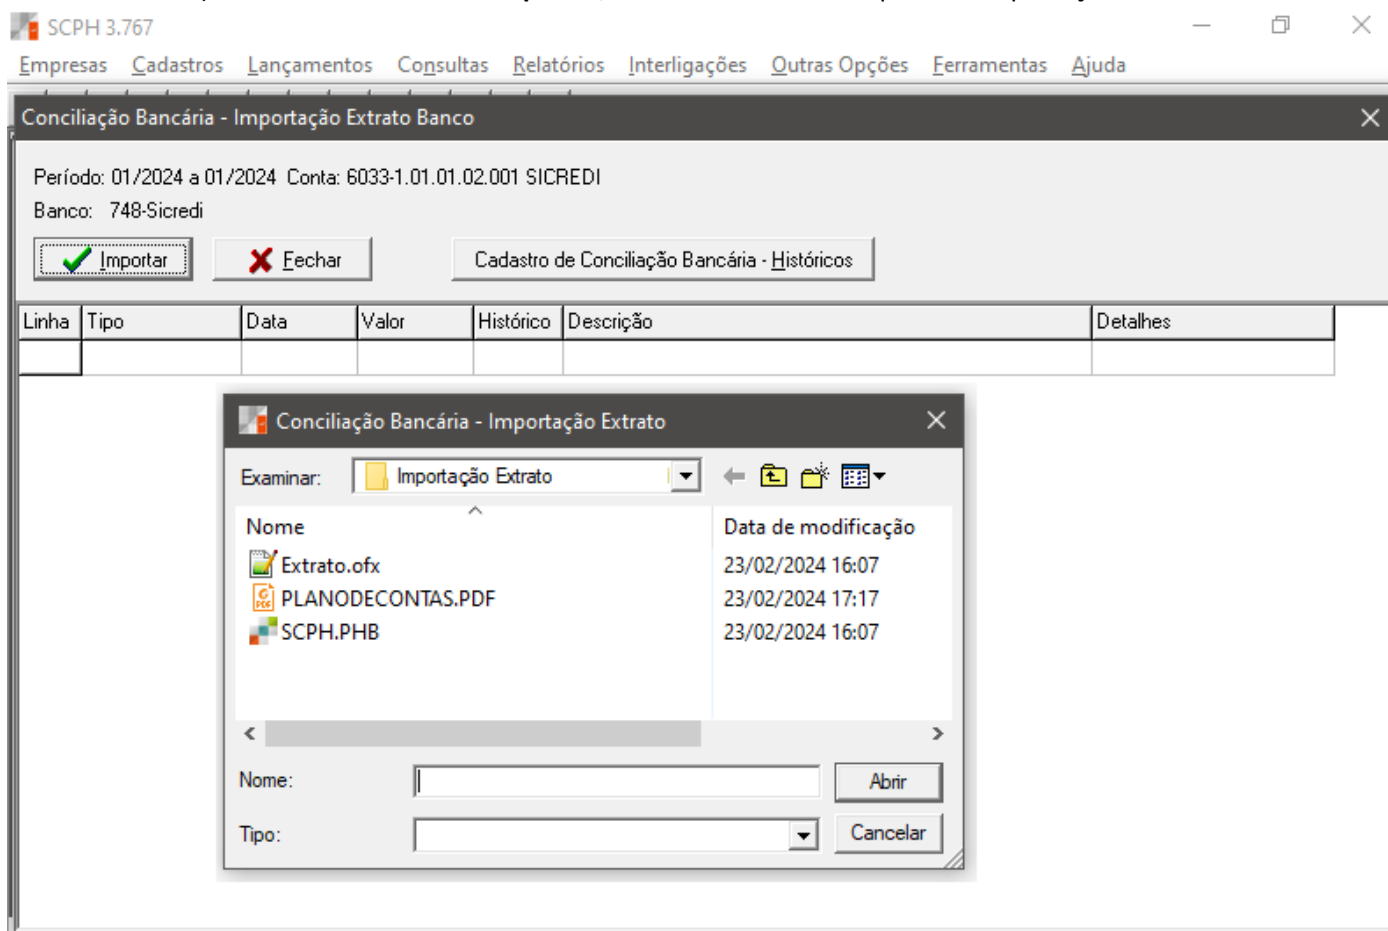 SCPH 3.767
Empresas Cadastros Lançamentos Consultas Relatórios Interligações Outras Opções Ferramentas Ajuda
Conciliação Bancária - Importação Extrato Banco
Período: 01/2024 a 01/2024 Conta: 6033-1.01.01.02.001 SICREDI
Banco: 748-Sicredi
Importar Fechar Cadastro de Conciliação Bancária - Históricos
Linha Tipo Data Valor Histórico Descrição Detalhes
Conciliação Bancária - Importação Extrato
Examinar: Importação Extrato
Nome Data de modificação
Extrato.ofx 23/02/2024 16:07
PLANODECONTAS.PDF 23/02/2024 17:17
SCPH.PHB 23/02/2024 16:07
Nome: Abrir
Tipo: Cancelar